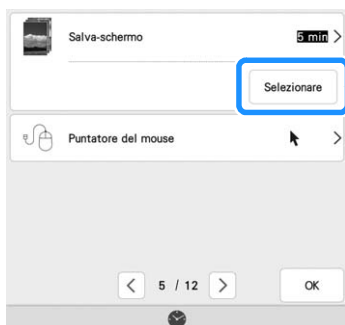 Salva-schermo 5 min >
Selezionare
Puntatore del mouse >
< 5 / 12 > OK